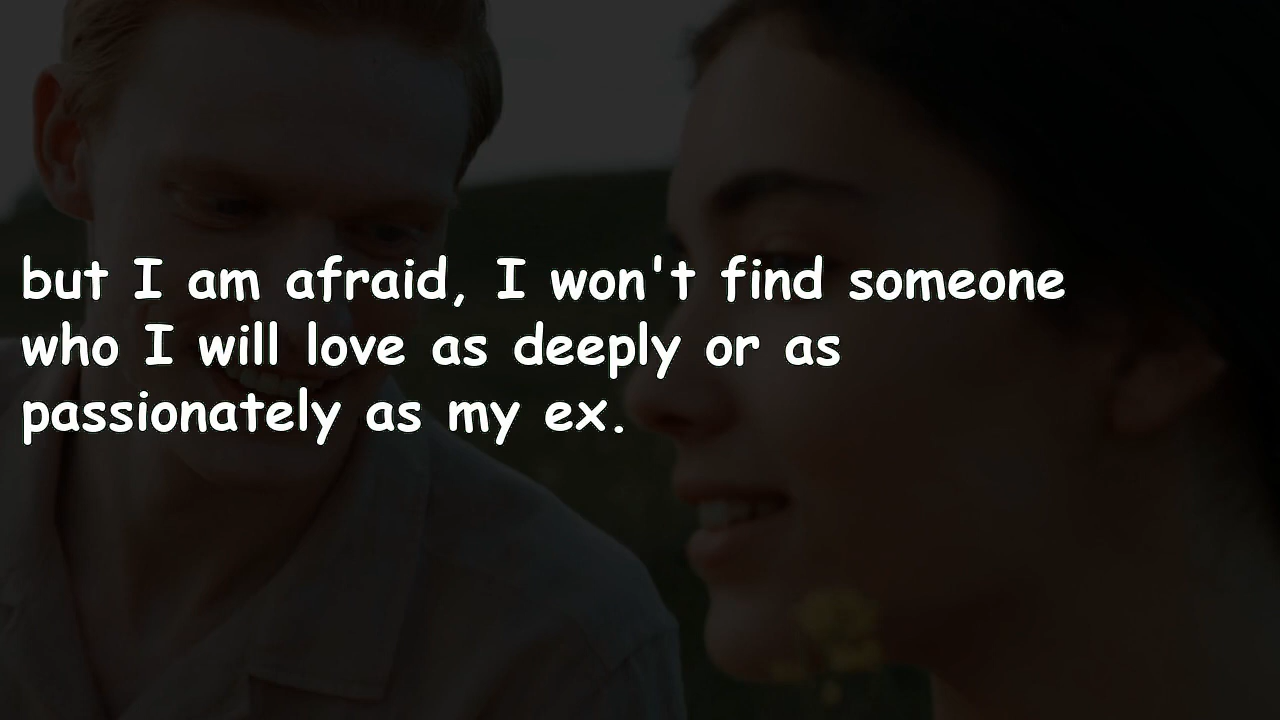 but I am afraid, I won't find someone
who I will love as deeply or as
passionately as my ex.